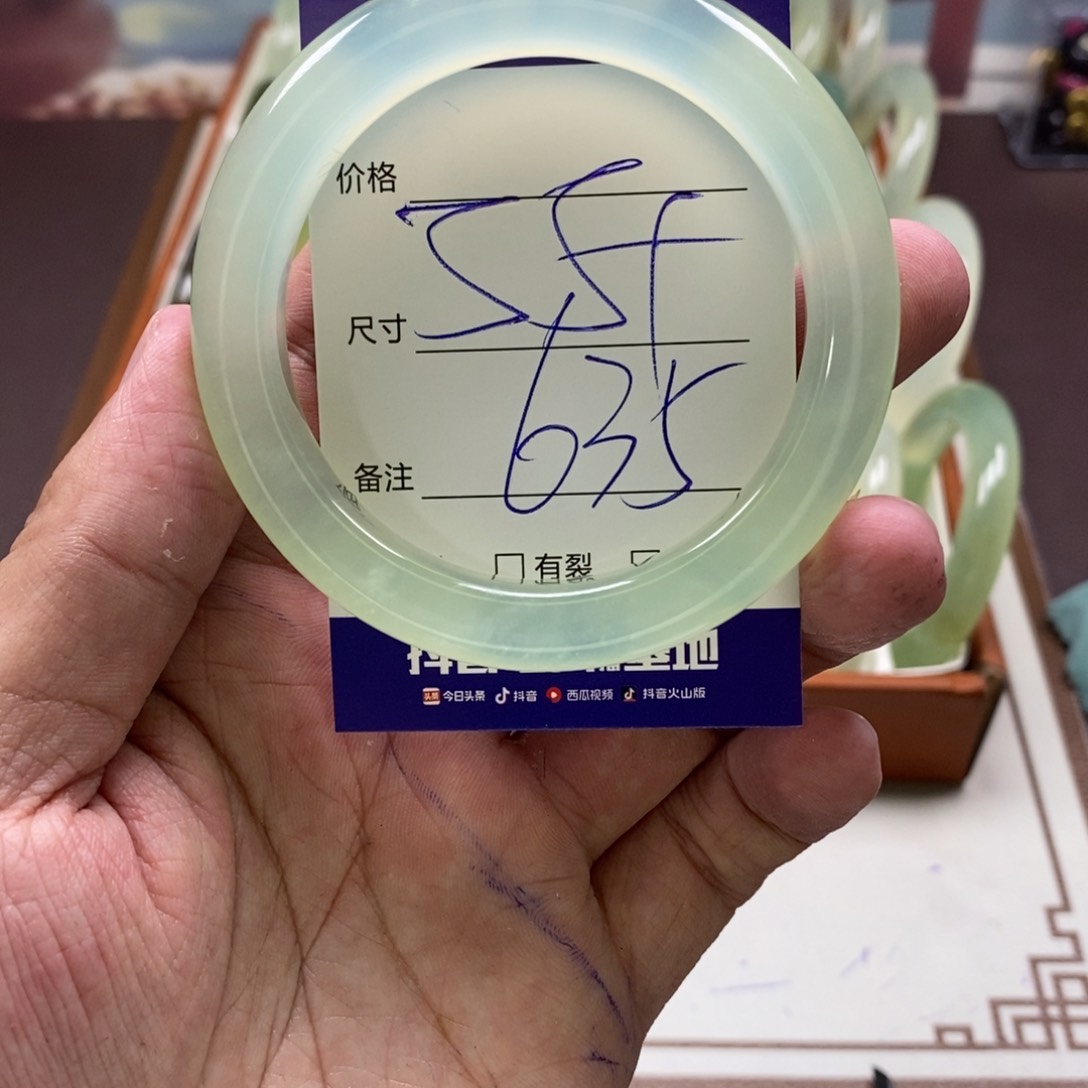 价格
尺寸
635
备注
有裂
今日头条 抖音 西瓜视频 抖音火山版